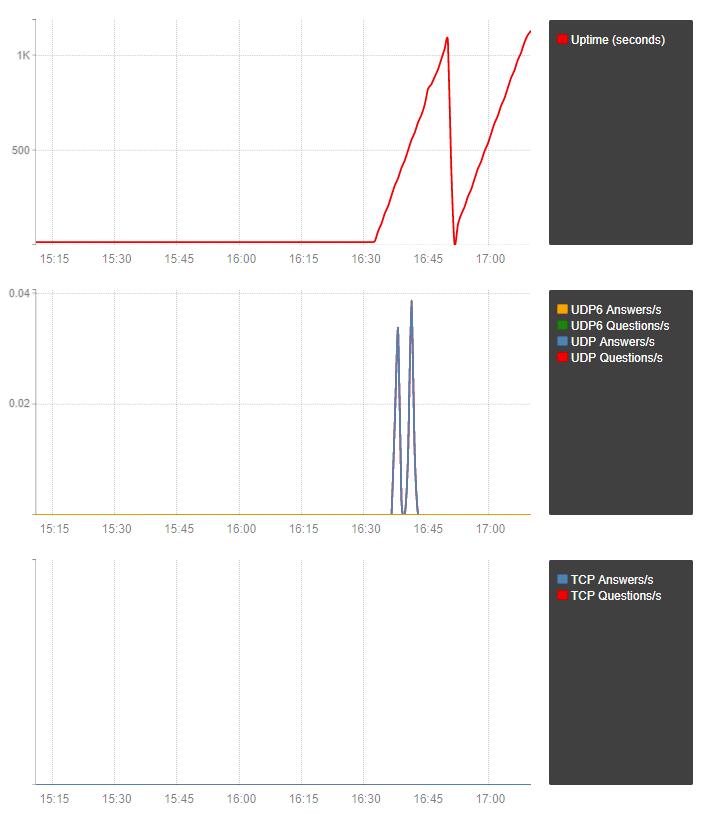 1K
500
15:15 15:30 15:45 16:00 16:15 16:30 16:45 17:00
Uptime (seconds)
0.04
0.02
15:15 15:30 15:45 16:00 16:15 16:30 16:45 17:00
UDP6 Answers/s
UDP6 Questions/s
UDP Answers/s
UDP Questions/s
15:15 15:30 15:45 16:00 16:15 16:30 16:45 17:00
TCP Answers/s
TCP Questions/s